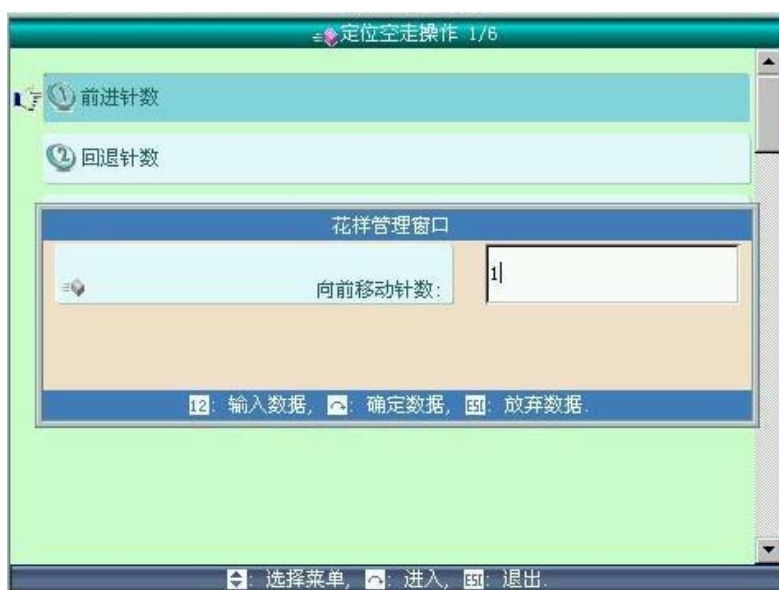 定位空走操作 1/6
1 前进针数
2 回退针数
花样管理窗口
向前移动针数: 1
12: 输入数据, : 确定数据, ESC: 放弃数据.
: 选择菜单, : 进入, ESC: 退出.